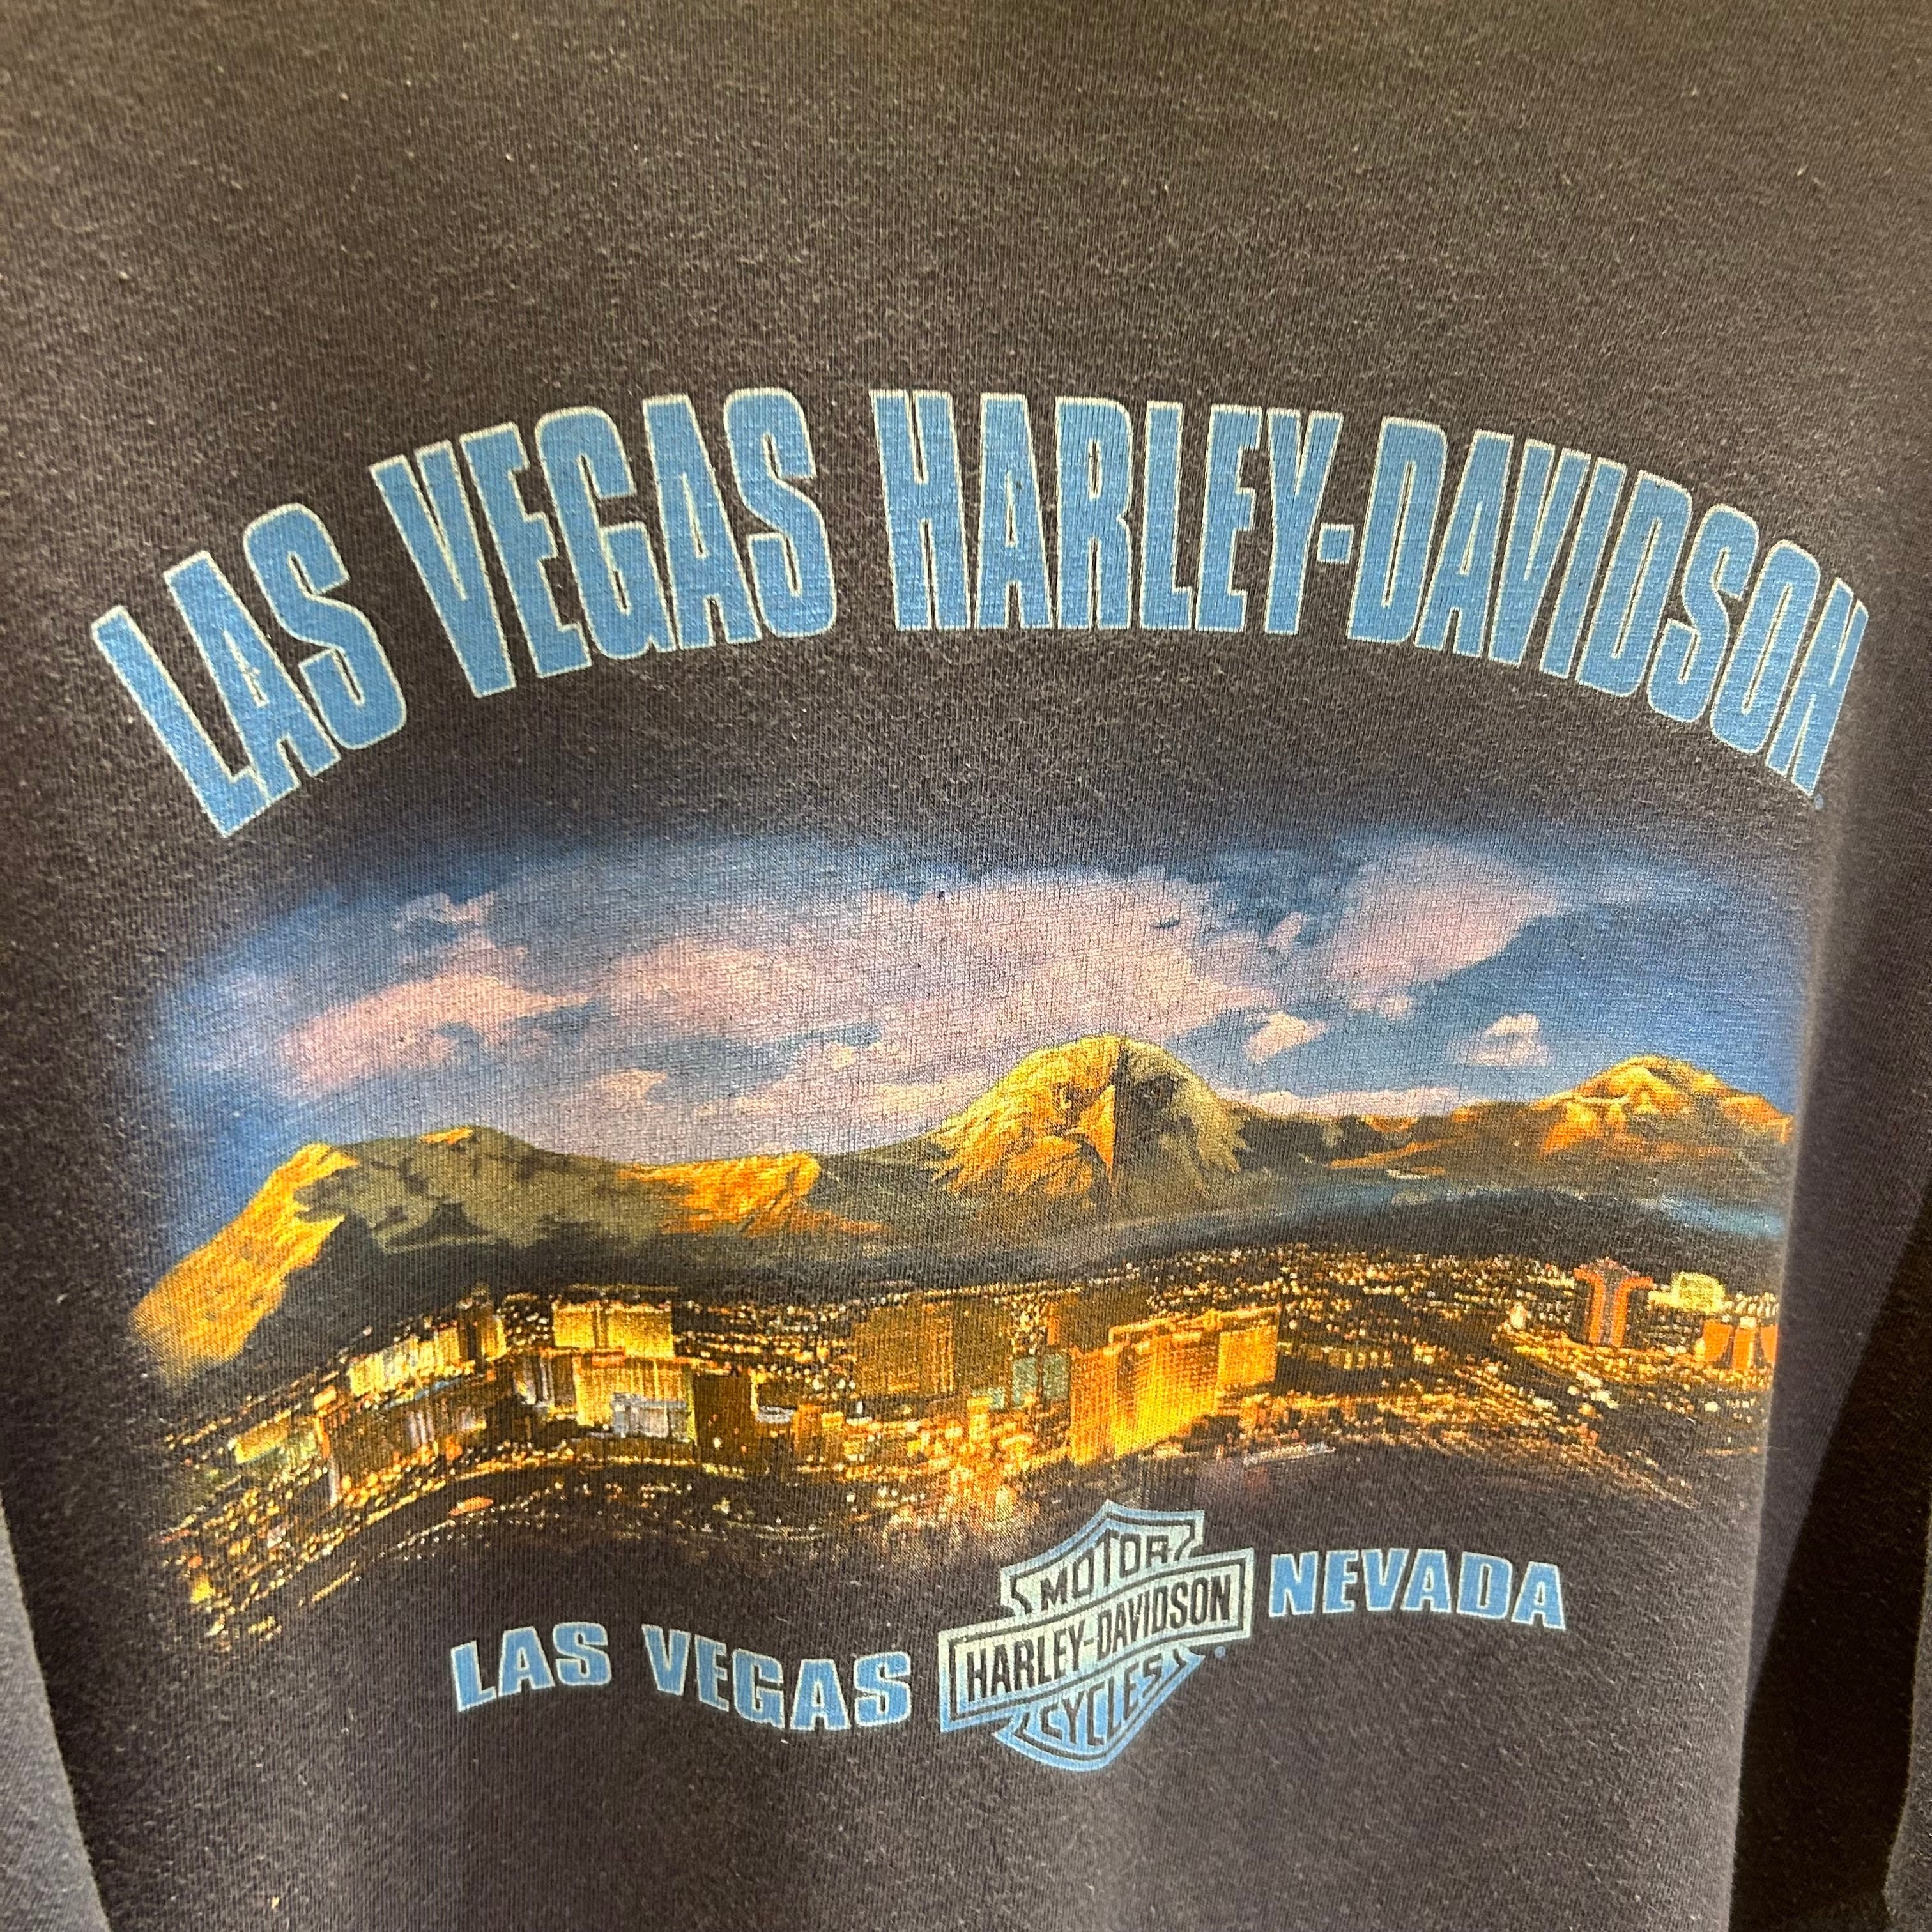 LAS VEGAS HARLEY-DAVIDSON
MOTOR
HARLEY-DAVIDSON
CYCLES
LAS VEGAS NEVADA